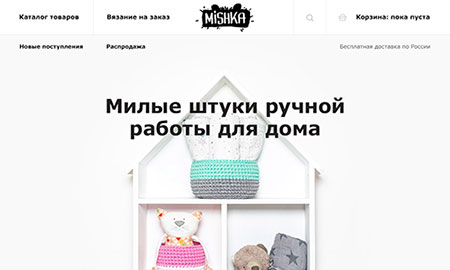 Каталог товаров
Вязание на заказ
MiSHKA
Корзина: пока пуста
Новые поступления
Распродажа
Бесплатная доставка по России
Милые штуки ручной
работы для дома